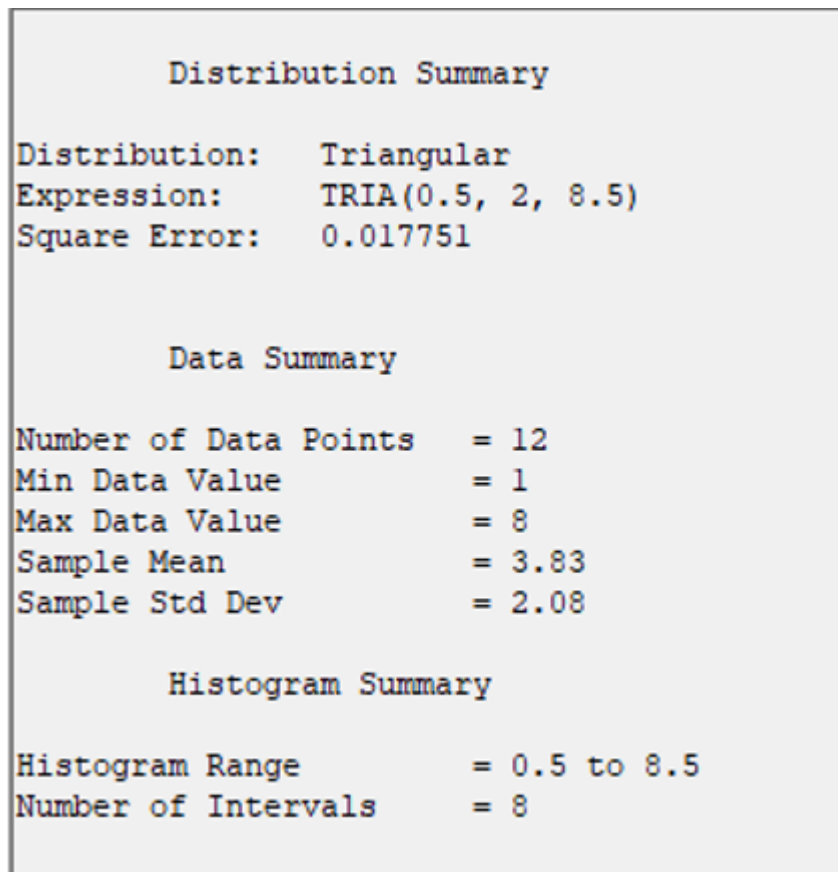 Distribution Summary
Distribution: Triangular
Expression: TRIA(0.5, 2, 8.5)
Square Error: 0.017751
Data Summary
Number of Data Points = 12
Min Data Value = 1
Max Data Value = 8
Sample Mean = 3.83
Sample Std Dev = 2.08
Histogram Summary
Histogram Range = 0.5 to 8.5
Number of Intervals = 8